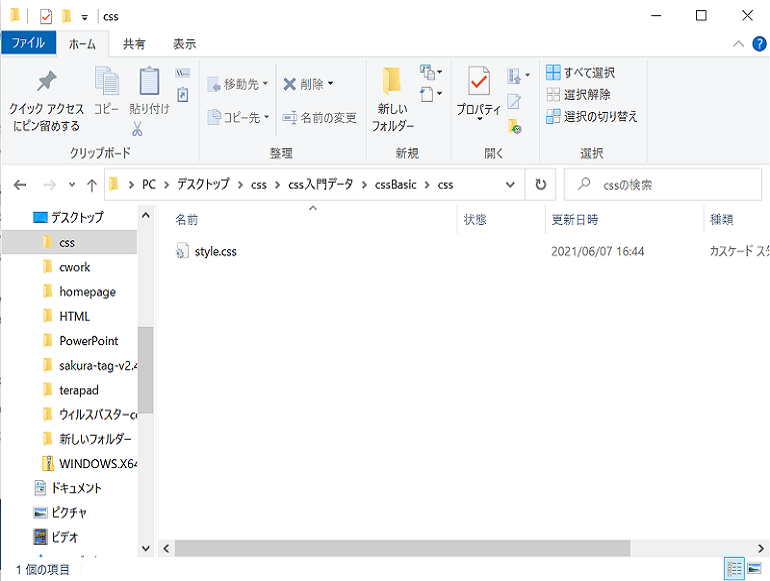 css
ファイル ホーム 共有 表示
クイック アクセス
にピン留めする
コピー
貼り付け
クリップボード
移動先
コピー先
削除
名前の変更
整理
新しい
フォルダー
新規
プロパティ
開く
すべて選択
選択解除
選択の切り替え
選択
PC > デスクトップ > css > css入門データ > cssBasic > css
cssの検索
デスクトップ
css
cwork
homepage
HTML
PowerPoint
sakura-tag-v2.4
terapad
ウィルスバスターc
新しいフォルダー
WINDOWS.X64
ドキュメント
ピクチャ
ビデオ
名前 状態 更新日時 種類
style.css 2021/06/07 16:44 カスケード ス
1 個の項目